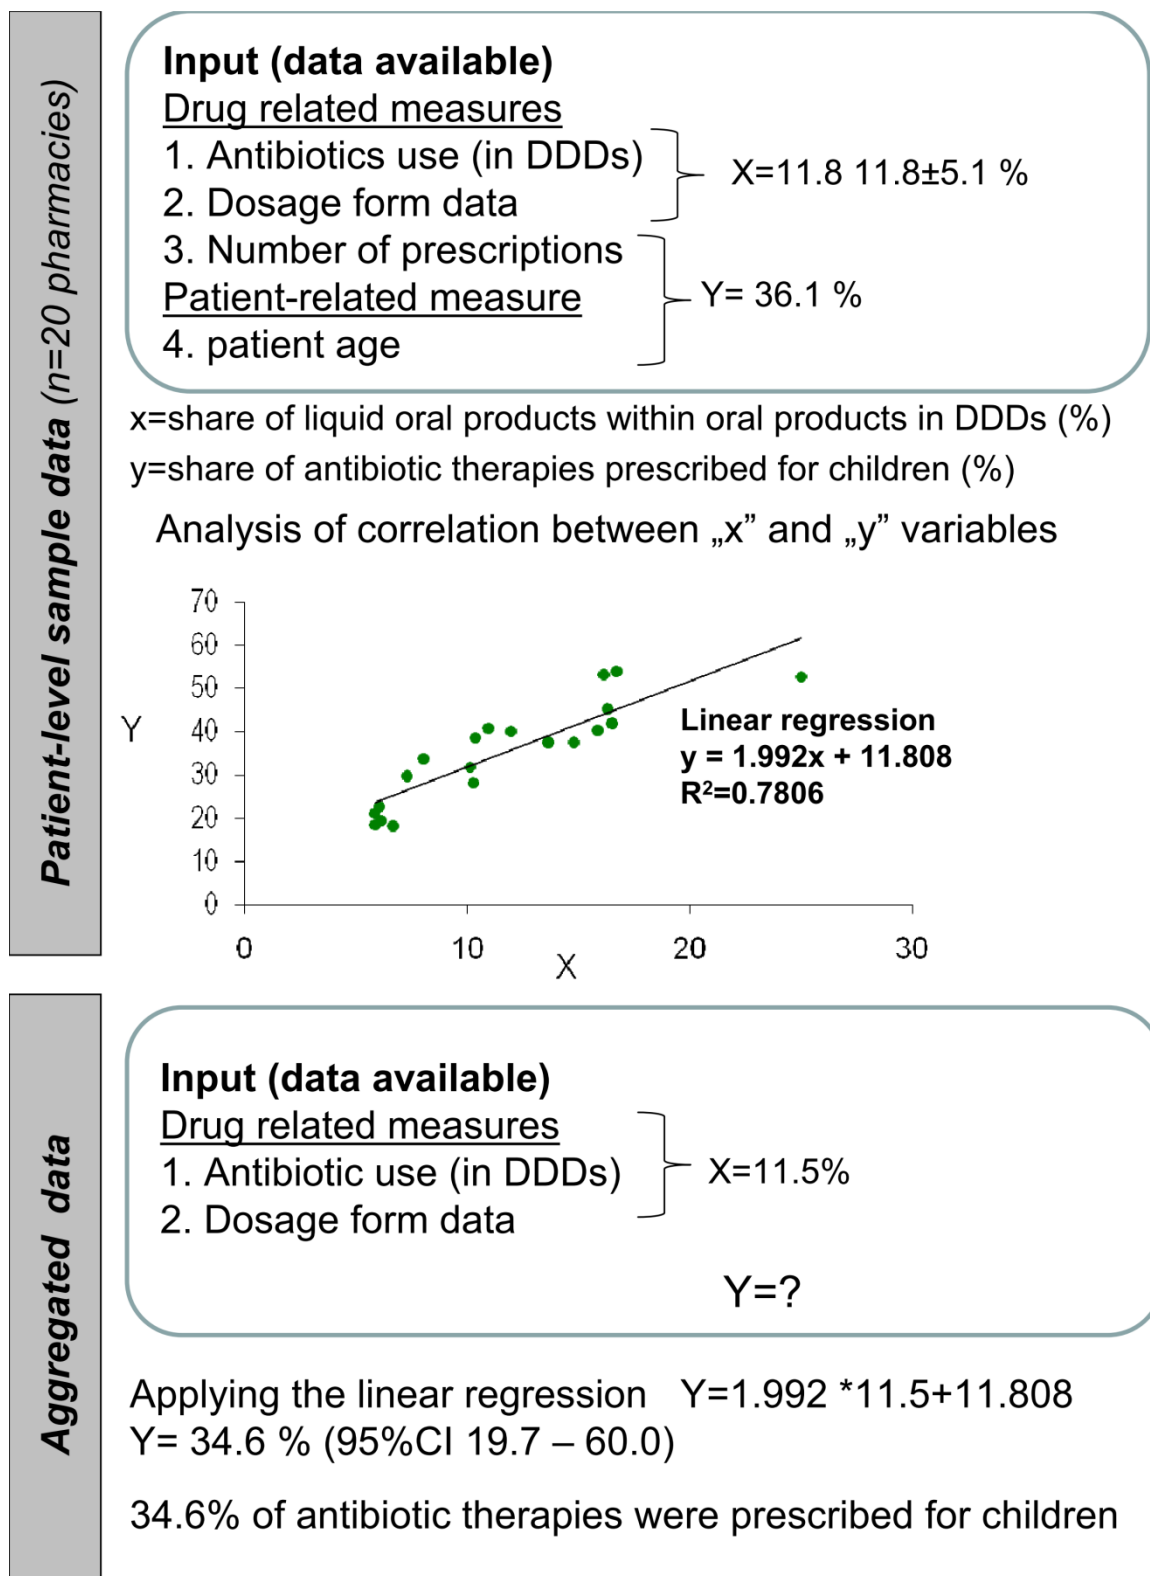 Patient-level sample data (n=20 pharmacies)
Input (data available)
Drug related measures
1. Antibiotics use (in DDDs)
2. Dosage form data
X=11.8 11.8±5.1 %
3. Number of prescriptions
Patient-related measure
4. patient age
Y= 36.1 %
x=share of liquid oral products within oral products in DDDs (%)
y=share of antibiotic therapies prescribed for children (%)
Analysis of correlation between „x” and „y” variables
70
60
50
40
30
20
10
0
Y
Linear regression
y = 1.992x + 11.808
R²=0.7806
0
10
20
30
X
Aggregated data
Input (data available)
Drug related measures
1. Antibiotic use (in DDDs)
2. Dosage form data
X=11.5%
Y=?
Applying the linear regression Y=1.992 *11.5+11.808
Y= 34.6 % (95%CI 19.7 – 60.0)
34.6% of antibiotic therapies were prescribed for children